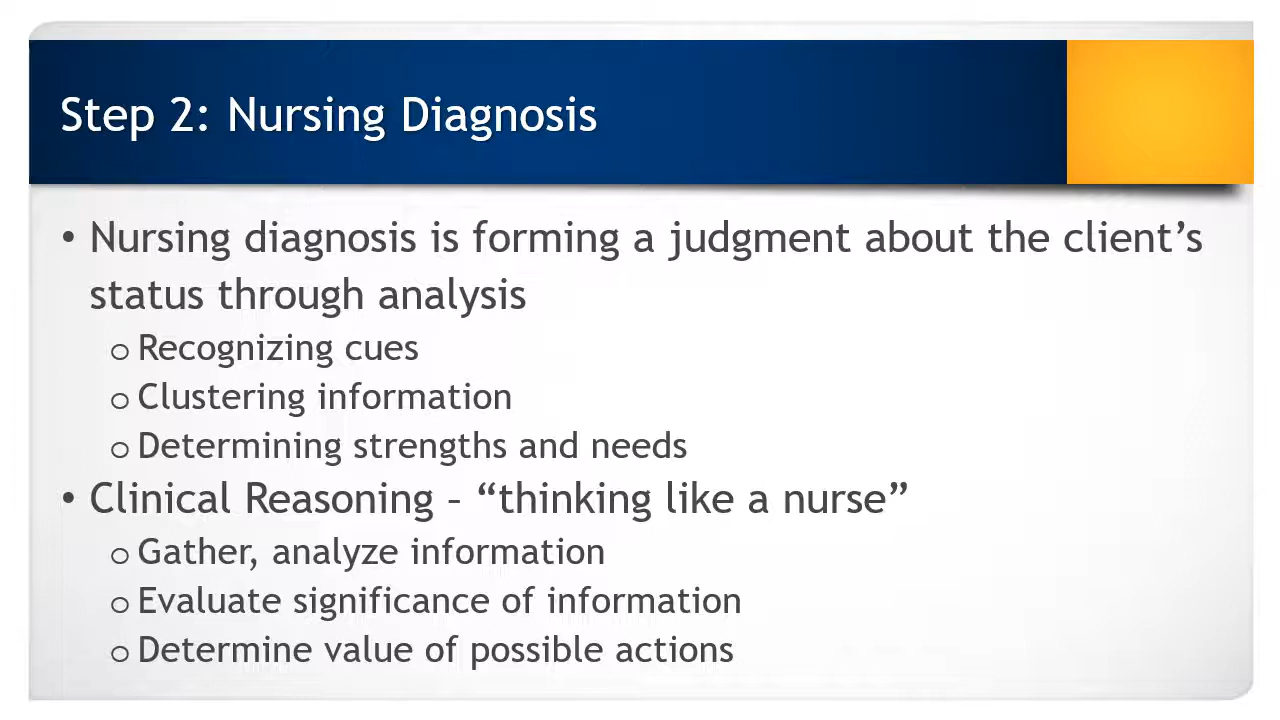 Step 2: Nursing Diagnosis
• Nursing diagnosis is forming a judgment about the client’s
status through analysis
o Recognizing cues
o Clustering information
o Determining strengths and needs
• Clinical Reasoning – “thinking like a nurse”
o Gather, analyze information
o Evaluate significance of information
o Determine value of possible actions